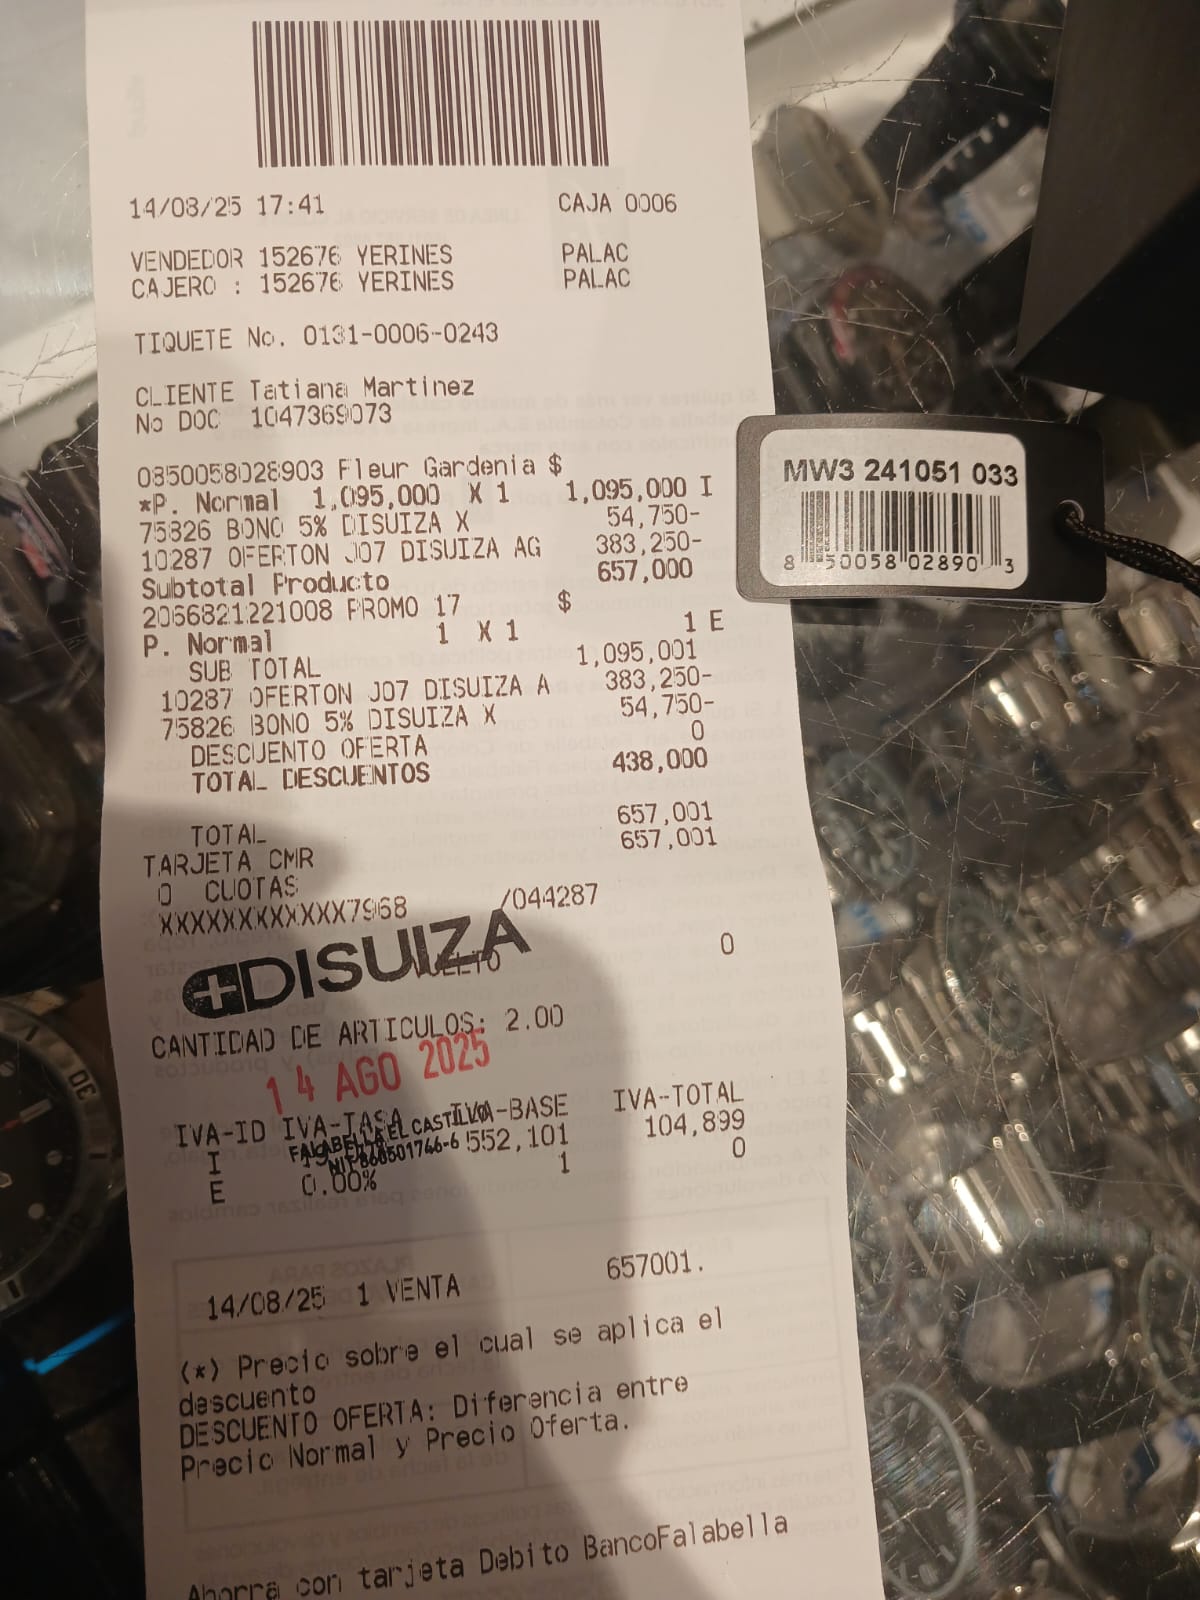 14/08/25 17:41 CAJA 0006
VENDEDOR 152676 YERINES PALAC
CAJERO : 152676 YERINES PALAC
TIQUETE No. 0131-0006-0243
CLIENTE Tatiana Martinez
No DOC 1047369073
0850058028903 Fleur Gardenia $
*P. Normal 1,095,000 X 1 1,095,000 I
75826 BONO 5% DISUIZA X 54,750-
10287 OFERTON J07 DISUIZA AG 383,250-
Subtotal Producto 657,000
2056821221008 PROMO 17 $
P. Normal 1 X 1 1 E
SUB TOTAL 1,095,001
10287 OFERTON J07 DISUIZA A 383,250-
75826 BONO 5% DISUIZA X 54,750-
DESCUENTO OFERTA 0
TOTAL DESCUENTOS 438,000
TOTAL 657,001
TARJETA CMR 657,001
0 CUOTAS
XXXXXXXXXXXX7968 /044287
DISUIZA
VUELTO 0
CANTIDAD DE ARTICULOS: 2.00
14 AGO 2025
IVA-ID IVA-TASA IVA-BASE IVA-TOTAL
FALABELLA EL CASTILLO
I 552,101 104,899
NIT 860501746-6
E 0.00% 1 0
14/08/25 1 VENTA 657001.
(*) Precio sobre el cual se aplica el
descuento
DESCUENTO OFERTA: Diferencia entre
Precio Normal y Precio Oferta.
Ahorra con tarjeta Debito BancoFalabella
MW3 241051 033
8 50058 02890 3